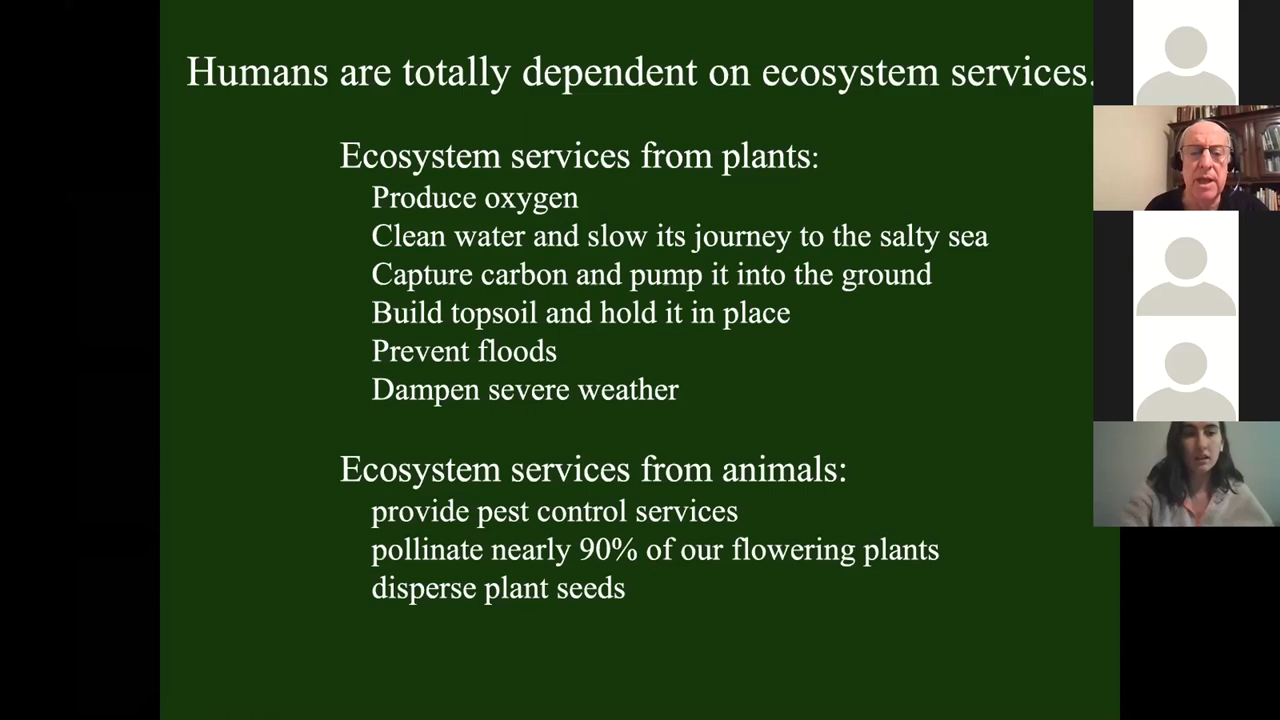 Humans are totally dependent on ecosystem services.
Ecosystem services from plants:
Produce oxygen
Clean water and slow its journey to the salty sea
Capture carbon and pump it into the ground
Build topsoil and hold it in place
Prevent floods
Dampen severe weather
Ecosystem services from animals:
provide pest control services
pollinate nearly 90% of our flowering plants
disperse plant seeds